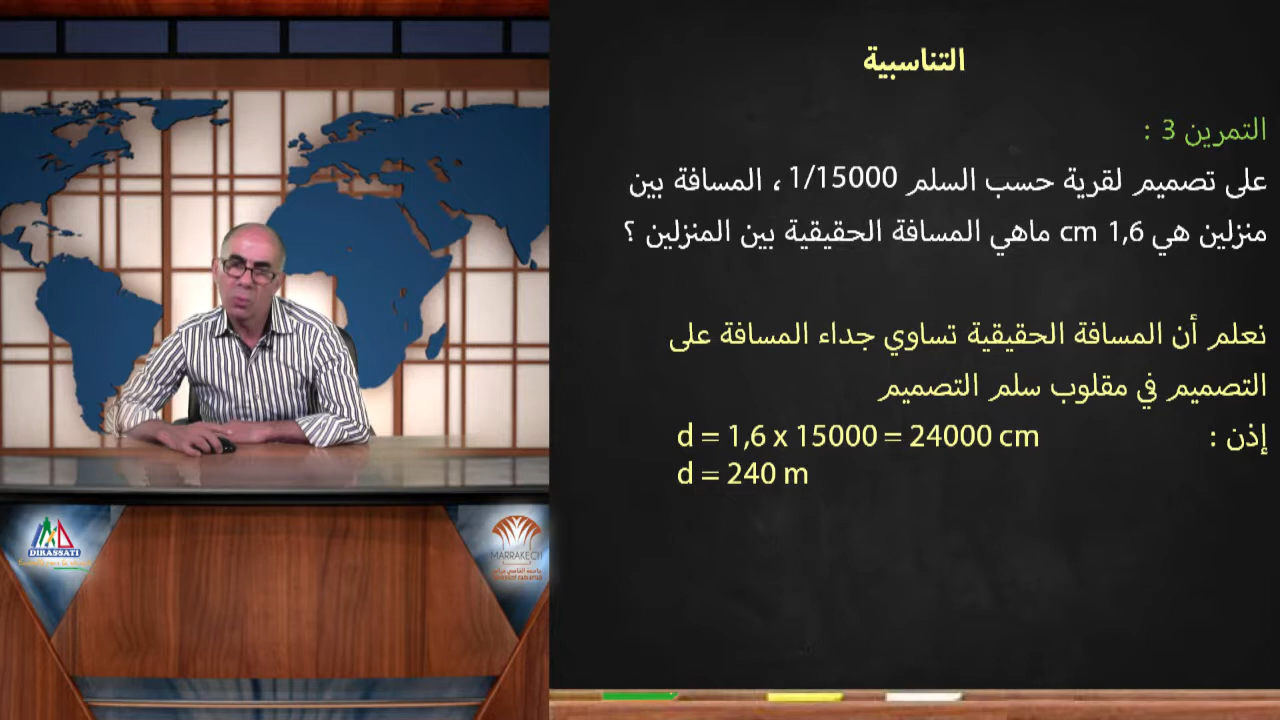 التناسبية
التمرين 3 :
على تصميم لقرية حسب السلم 1/15000 ، المسافة بين
منزلين هي 1,6 cm ماهي المسافة الحقيقية بين المنزلين ؟
نعلم أن المسافة الحقيقية تساوي جداء المسافة على
التصميم في مقلوب سلم التصميم
إذن : d = 1,6 x 15000 = 24000 cm
d = 240 m
DIRASSATI
MARRAKECH